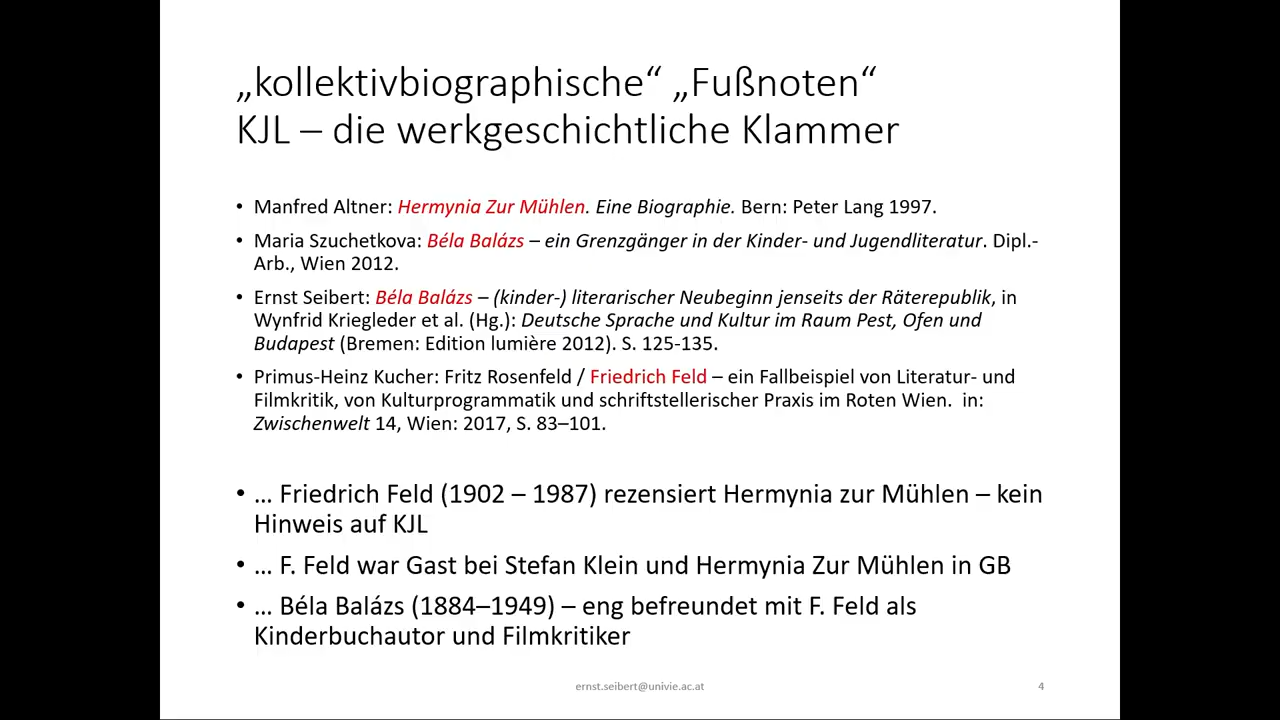 „kollektivbiographische“ „Fußnoten“
KJL – die werkgeschichtliche Klammer
• Manfred Altner: Hermynia Zur Mühlen. Eine Biographie. Bern: Peter Lang 1997.
• Maria Szuchetkova: Béla Balázs – ein Grenzgänger in der Kinder- und Jugendliteratur. Dipl.-
Arb., Wien 2012.
• Ernst Seibert: Béla Balázs – (kinder-) literarischer Neubeginn jenseits der Räterepublik, in
Wynfrid Kriegleder et al. (Hg.): Deutsche Sprache und Kultur im Raum Pest, Ofen und
Budapest (Bremen: Edition lumière 2012). S. 125-135.
• Primus-Heinz Kucher: Fritz Rosenfeld / Friedrich Feld – ein Fallbeispiel von Literatur- und
Filmkritik, von Kulturprogrammatik und schriftstellerischer Praxis im Roten Wien.  in:
Zwischenwelt 14, Wien: 2017, S. 83–101.
• … Friedrich Feld (1902 – 1987) rezensiert Hermynia zur Mühlen – kein
Hinweis auf KJL
• … F. Feld war Gast bei Stefan Klein und Hermynia Zur Mühlen in GB
• … Béla Balázs (1884–1949) – eng befreundet mit F. Feld als
Kinderbuchautor und Filmkritiker
ernst.seibert@univie.ac.at
4